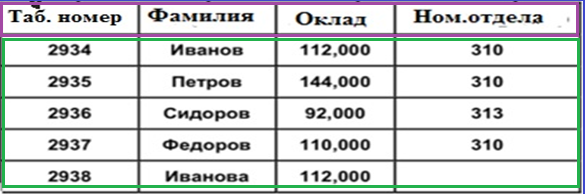 Таб. номер Фамилия Оклад Ном.отдела
2934 Иванов 112,000 310
2935 Петров 144,000 310
2936 Сидоров 92,000 313
2937 Федоров 110,000 310
2938 Иванова 112,000